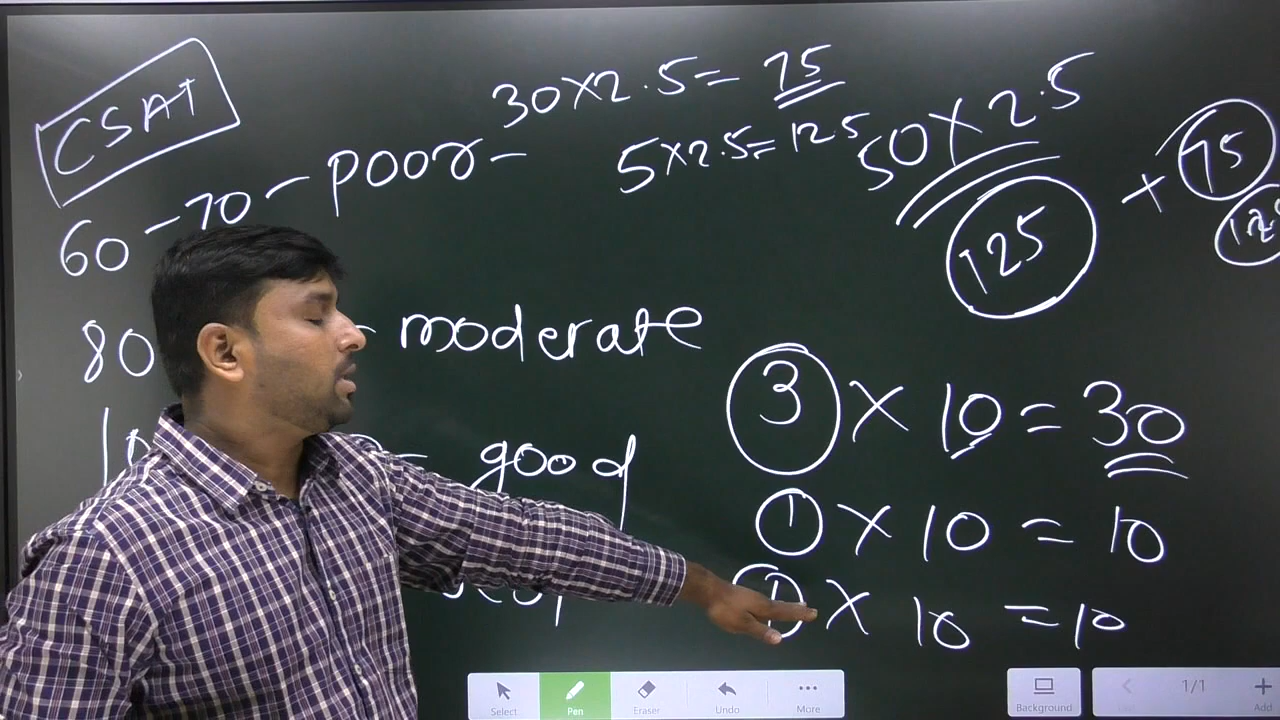 CSAT
30×2.5=75
60-70-poor-
5×2.5=12.5
50×2.5
125
+ 75
80 - moderate
3×10=30
good
1×10=10
1×10=10
Select
Pen
Eraser
Undo
More
Background
1/1
Add